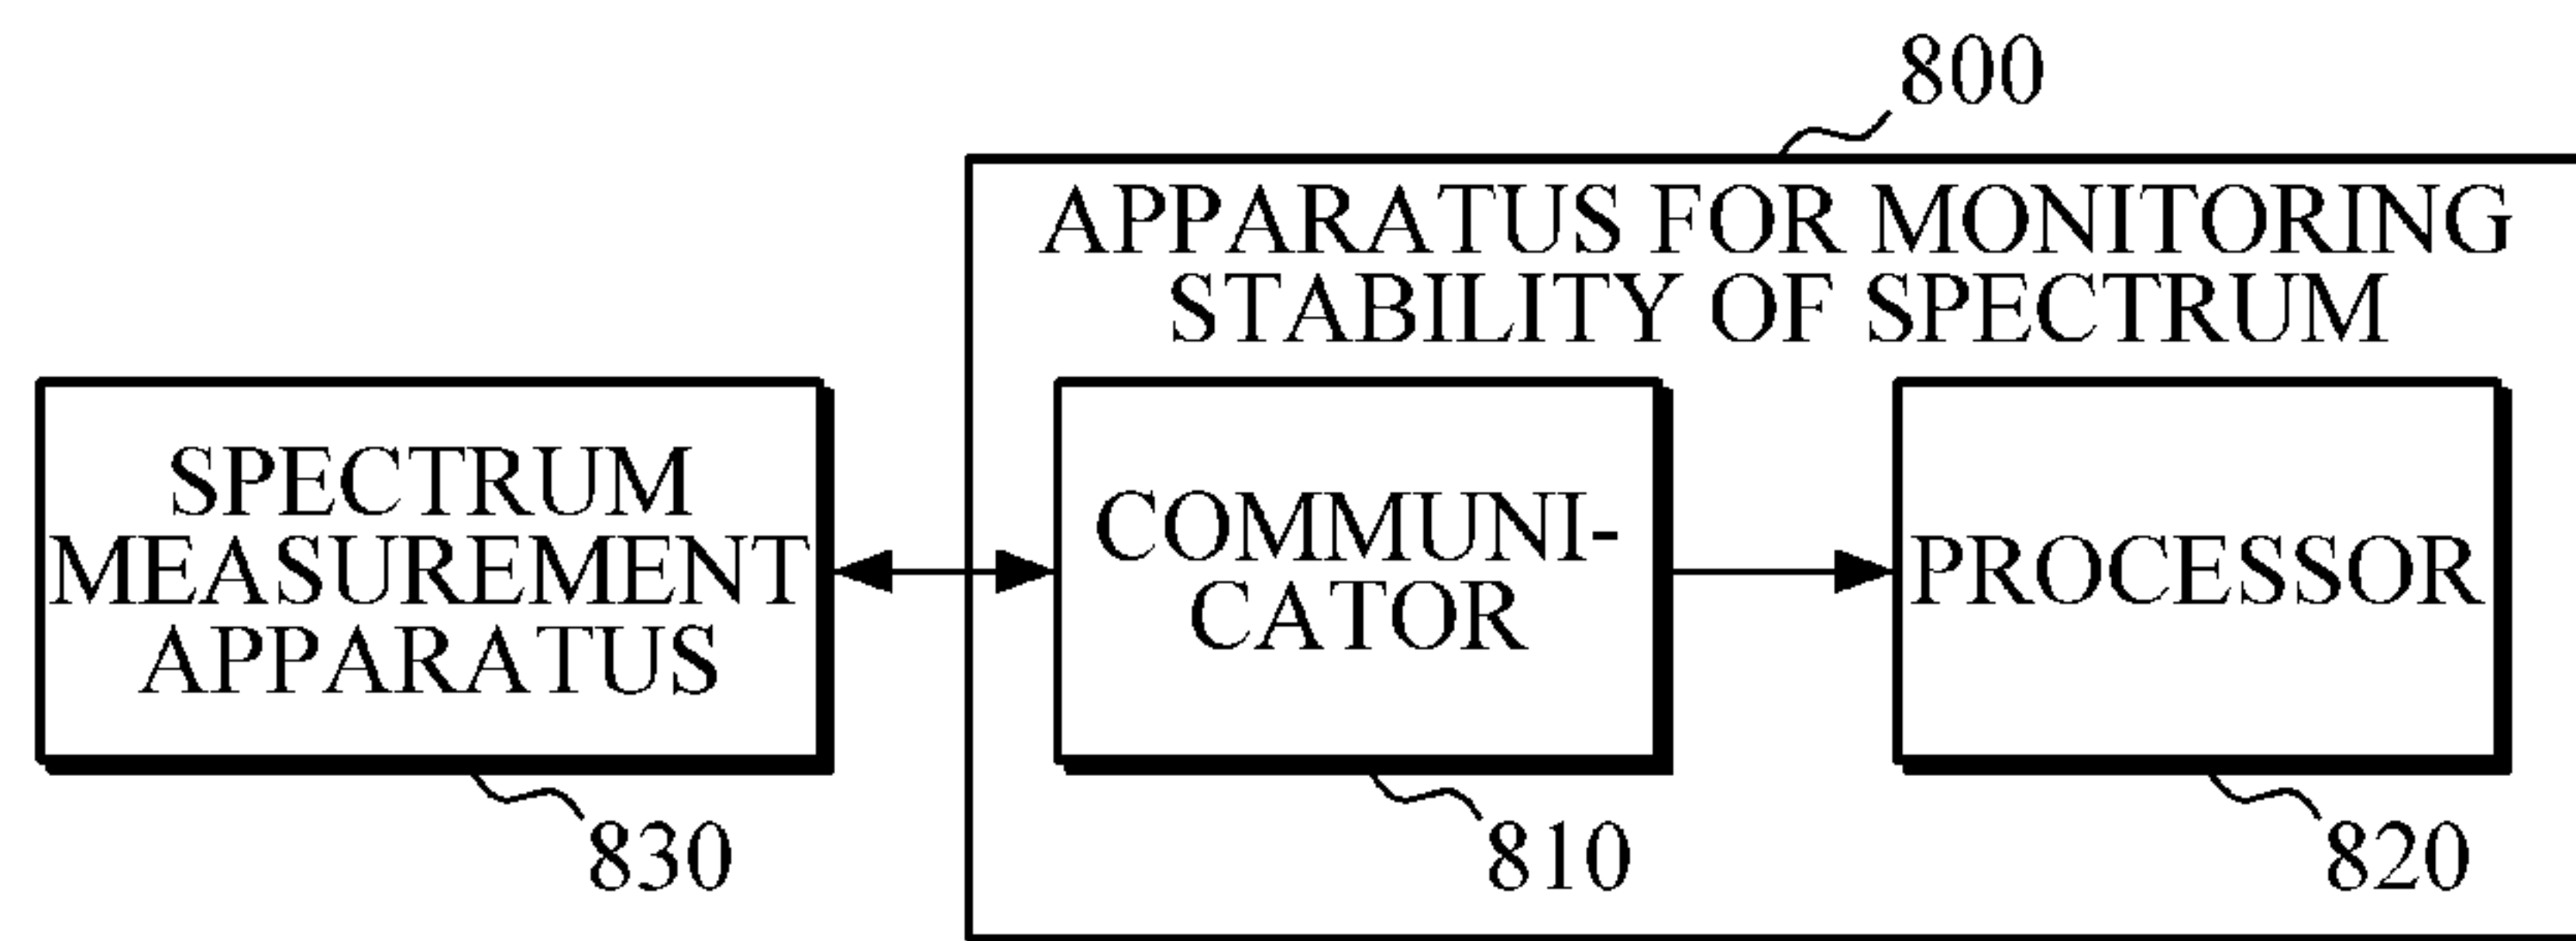 800
APPARATUS FOR MONITORING
STABILITY OF SPECTRUM
SPECTRUM
MEASUREMENT
APPARATUS
COMMUNI-
CATOR
PROCESSOR
830
810
820